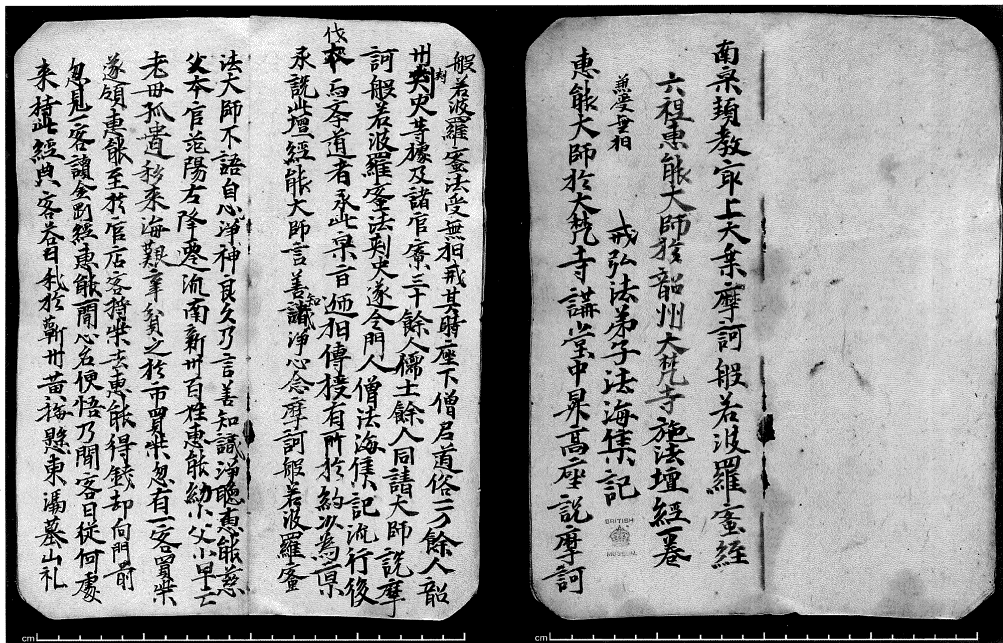 南宗頓教㝡上大乘摩訶般若波羅蜜經
六祖惠能大師於韶州大梵寺施法壇經一卷
兼受無相
戒弘法弟子法海集記
惠能大師於大梵寺講堂中昇高座說摩訶
BRITISH MUSEUM
般若波羅蜜法受無相戒其時座下僧尼道俗一万餘人韶
州刺史等據及諸官寮三十餘人儒士餘人同請大師說摩
訶般若波羅蜜法刺史遂令門人僧法海集記流行後
伐与斈道者承此宗旨遞相傳授有所於約以為稟
承說此壇經能大師言善知識淨心念摩訶般若波羅蜜
法大師不語自心淨神良久乃言善知識淨聽惠能慈
父本官范陽左降遷流南新州百姓惠能幼小父小早亡
老母孤遺移來海艱辛貧乏於市買柴忽有一客買柴
遂領惠能至於官店客將柴去惠能得錢却向門前
忽見一客讀金剛經惠能聞心名便悟乃聞客曰從何處
来持此經典客答曰我於蘄州黃梅懸東馮墓山礼
cm
cm